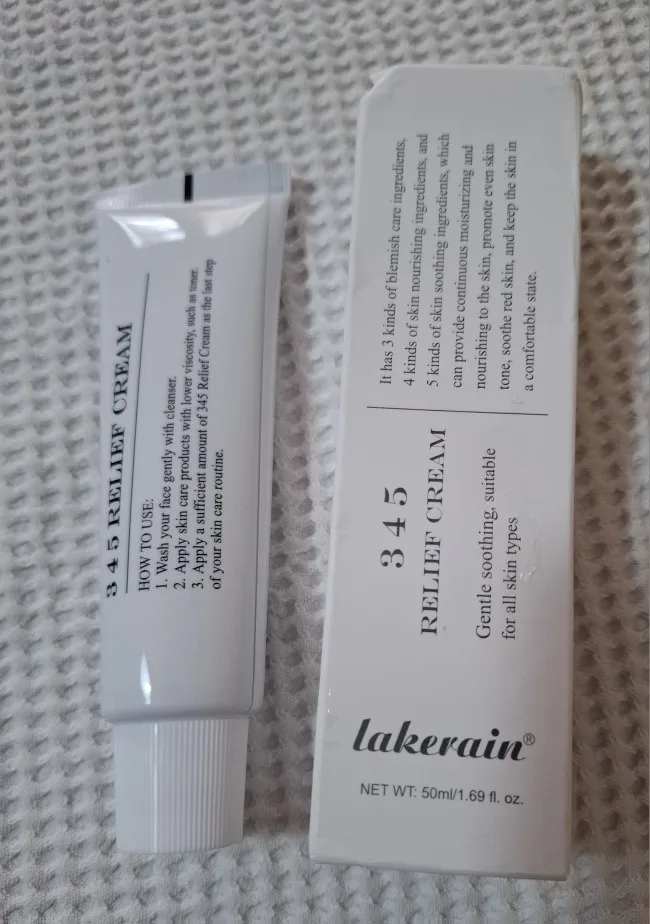 3 4 5 RELIEF CREAM
HOW TO USE:
1. Wash your face gently with cleanser.
2. Apply skin care products with lower viscosity, such as toner.
3. Apply a sufficient amount of 345 Relief Cream as the last step
of your skin care routine.
It has 3 kinds of blemish care ingredients,
4 kinds of skin nourishing ingredients, and
5 kinds of skin soothing ingredients, which
can provide continuous moisturizing and
nourishing to the skin, promote even skin
tone, soothe red skin, and keep the skin in
a comfortable state.
3 4 5
RELIEF CREAM
Gentle soothing, suitable
for all skin types
lakerain®
NET WT: 50ml/1.69 fl. oz.